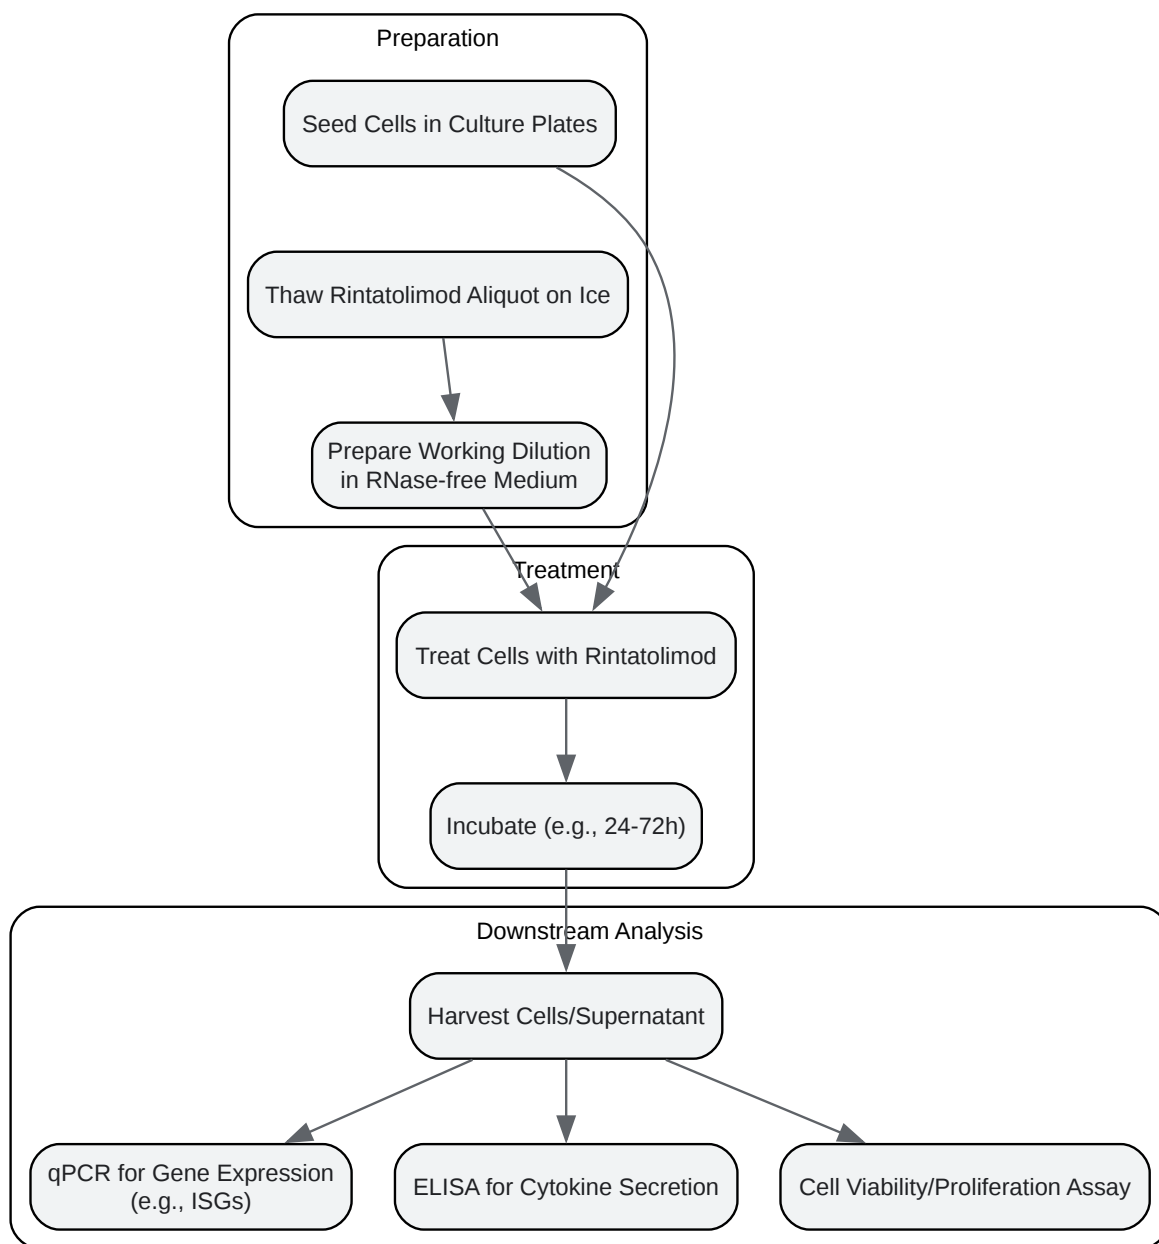 Preparation
Seed Cells in Culture Plates
Thaw Rintatolimod Aliquot on Ice
Prepare Working Dilution
in RNase-free Medium
Treatment
Treat Cells with Rintatolimod
Incubate (e.g., 24-72h)
Downstream Analysis
Harvest Cells/Supernatant
qPCR for Gene Expression
(e.g., ISGs)
ELISA for Cytokine Secretion
Cell Viability/Proliferation Assay